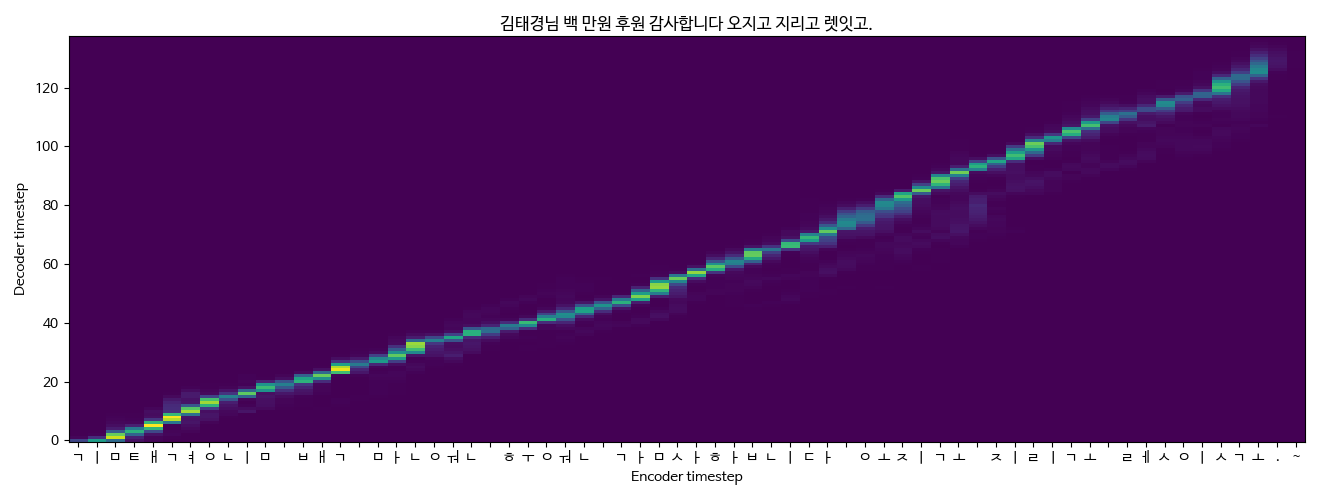 김태경님 백 만원 후원 감사합니다 오지고 지리고 렛잇고.
Decoder timestep
120
100
80
60
40
20
0
ㄱ ㅣ ㅁ ㅌ ㅐ ㄱ ㅕ ㅇ ㄴ ㅣ ㅁ ㅂ ㅐ ㄱ ㅁ ㅏ ㄴ ㅇ ㅝ ㄴ ㅎ ㅜ ㅇ ㅝ ㄴ ㄱ ㅏ ㅁ ㅅ ㅏ ㅎ ㅏ ㅂ ㄴ ㅣ ㄷ ㅏ ㅇ ㅗ ㅈ ㅣ ㄱ ㅗ ㅈ ㅣ ㄹ ㅣ ㄱ ㅗ ㄹ ㅔ ㅅ ㅇ ㅣ ㅅ ㄱ ㅗ . ~
Encoder timestep